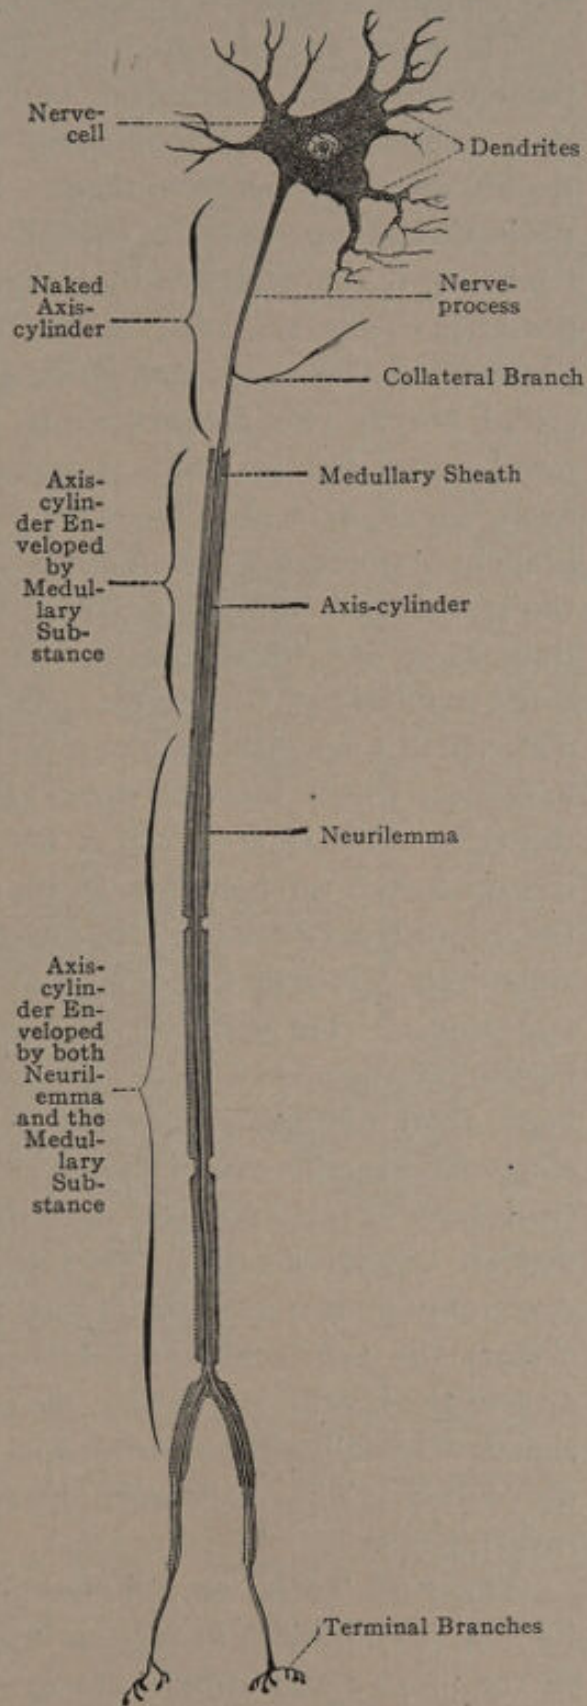 Nerve-
cell
Dendrites
Naked
Axis-
cylinder
Nerve-
process
Collateral Branch
Axis-
cylin-
der En-
veloped
by
Medul-
lary
Sub-
stance
Medullary Sheath
Axis-cylinder
Neurilemma
Axis-
cylin-
der En-
veloped
by both
Neuril-
emma
and the
Medul-
lary
Sub-
stance
Terminal Branches